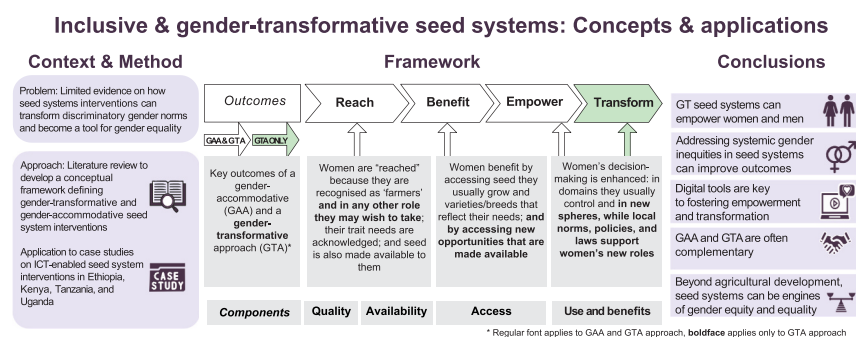 Inclusive & gender-transformative seed systems: Concepts & applications
Context & Method
Problem: Limited evidence on how
seed systems interventions can
transform discriminatory gender norms
and become a tool for gender equality
Approach: Literature review to
develop a conceptual
framework defining
gender-transformative and
gender-accommodative seed
system interventions
Application to case studies
on ICT-enabled seed system
interventions in Ethiopia,
Kenya, Tanzania, and
Uganda
CASE
STUDY
Framework
Outcomes
Reach
Benefit
Empower
Transform
GAA & GTA
GTA ONLY
Key outcomes of a
gender-
accommodative
(GAA) and a
gender-
transformative
approach (GTA)*
Women are “reached”
because they are
recognised as ‘farmers’
and in any other role
they may wish to take;
their trait needs are
acknowledged; and seed
is also made available to
them
Women benefit by
accessing seed they
usually grow and
varieties/breeds that
reflect their needs; and
by accessing new
opportunities that are
made available
Women’s decision-
making is enhanced: in
domains they usually
control and in new
spheres, while local
norms, policies, and
laws support
women’s new roles
Components
Quality
Availability
Access
Use and benefits
Conclusions
GT seed systems can
empower women and men
Addressing systemic gender
inequities in seed systems
can improve outcomes
Digital tools are key
to fostering empowerment
and transformation
GAA and GTA are often
complementary
Beyond agricultural development,
seed systems can be engines
of gender equity and equality
* Regular font applies to GAA and GTA approach, boldface applies only to GTA approach